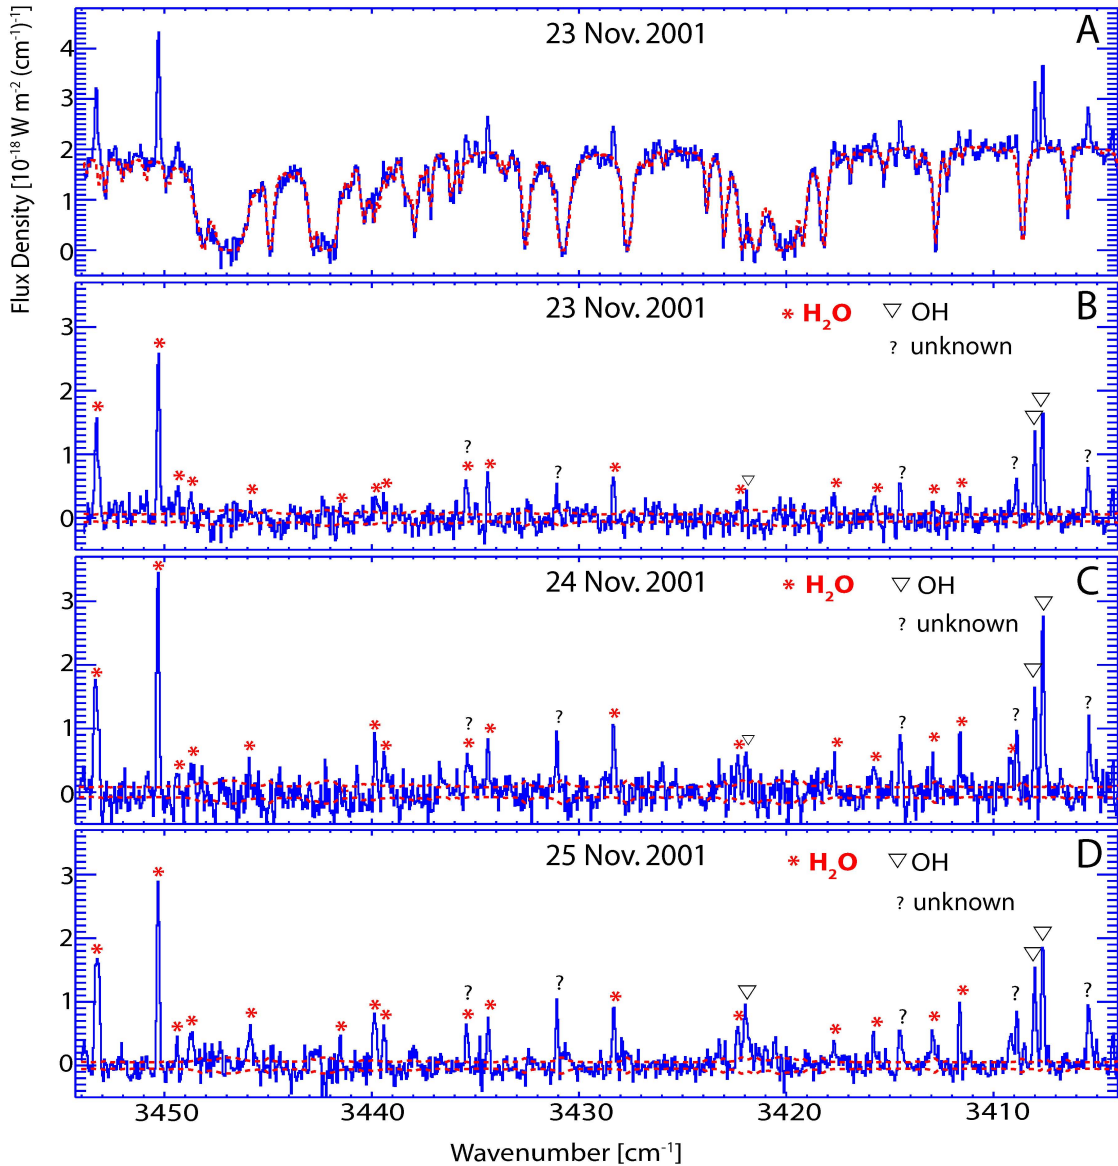 Flux Density [10⁻¹⁸ W m⁻² (cm⁻¹)⁻¹]
23 Nov. 2001
A
4
3
2
1
0
23 Nov. 2001
B
* H₂O ▽ OH
? unknown
3
2
1
0
?
?
?
?
?
24 Nov. 2001
C
* H₂O ▽ OH
? unknown
3
2
1
0
?
?
?
?
?
25 Nov. 2001
D
* H₂O ▽ OH
? unknown
3
2
1
0
?
?
?
?
?
3450 3440 3430 3420 3410
Wavenumber [cm⁻¹]